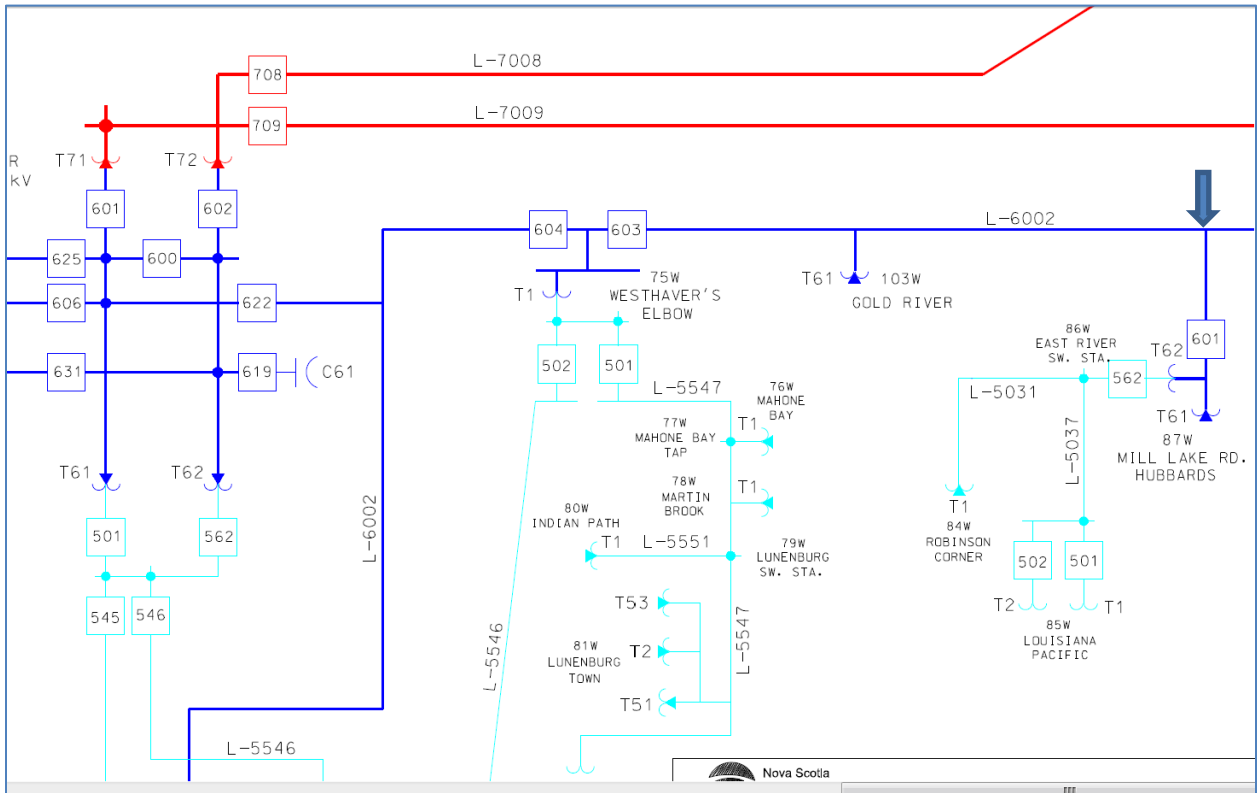 L-7008
708
L-7009
709
R
kV
T71
T72
601
602
604
603
L-6002
625
600
T61
103W
GOLD RIVER
75W
WESTHAVER'S
ELBOW
T1
606
622
86W
EAST RIVER
SW. STA.
T62
601
502
501
631
619
C61
L-5547
76W
MAHONE
BAY
T1
L-5031
562
T61
87W
MILL LAKE RD.
HUBBARDS
77W
MAHONE BAY
TAP
L-5037
T61
T62
78W
MARTIN
BROOK
T1
T1
84W
ROBINSON
CORNER
80W
INDIAN PATH
T1
L-5551
79W
LUNENBURG
SW. STA.
L-6002
501
562
502
501
T2
T1
85W
LOUISIANA
PACIFIC
545
546
T53
81W
LUNENBURG
TOWN
T2
T51
L-5546
L-5547
L-5546
Nova Scotia